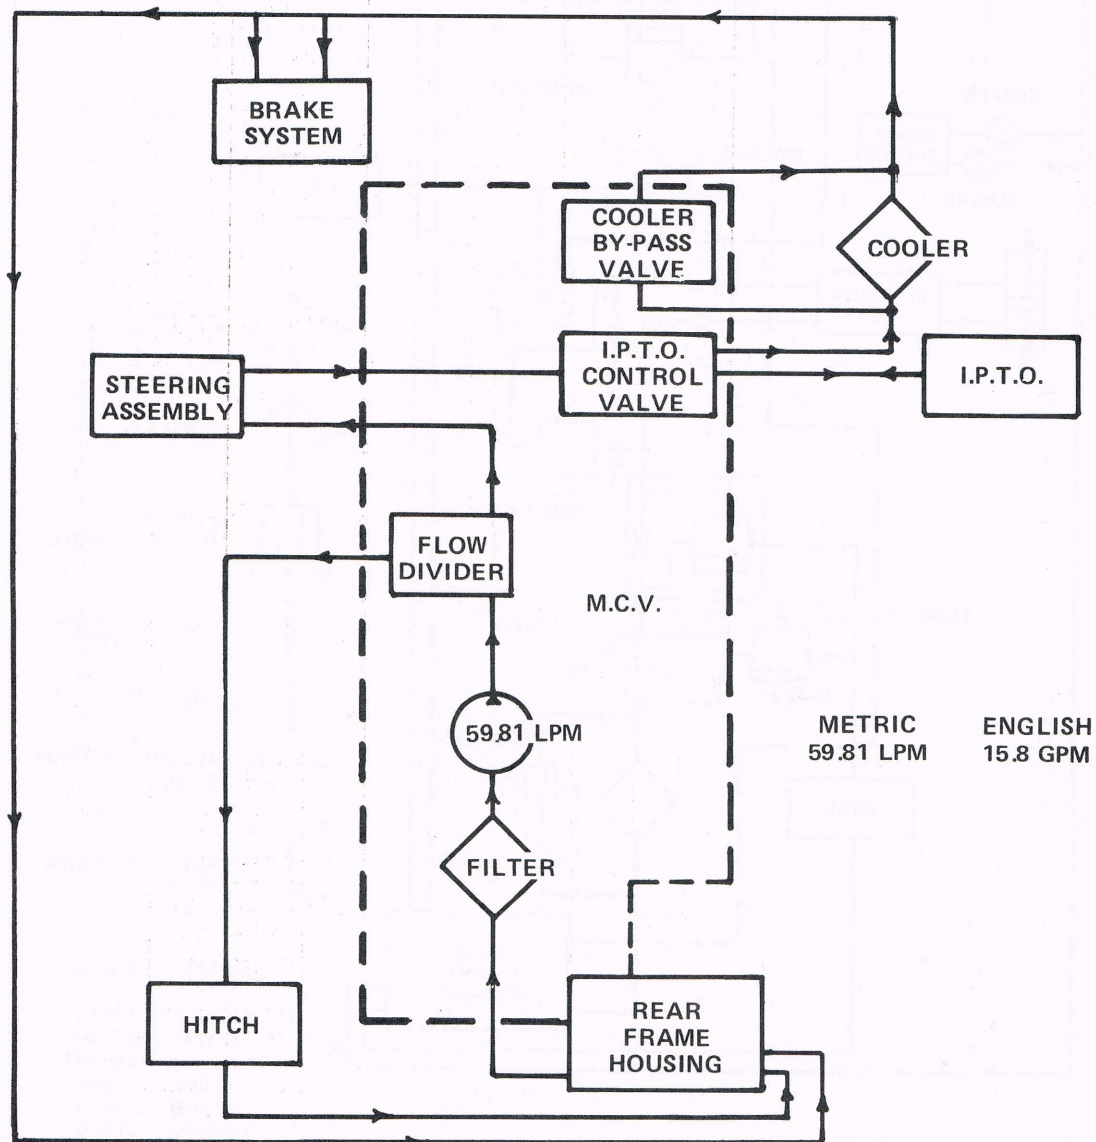 BRAKE
SYSTEM
COOLER
BY-PASS
VALVE
COOLER
STEERING
ASSEMBLY
I.P.T.O.
CONTROL
VALVE
I.P.T.O.
FLOW
DIVIDER
M.C.V.
59.81 LPM
METRIC
59.81 LPM
ENGLISH
15.8 GPM
FILTER
HITCH
REAR
FRAME
HOUSING